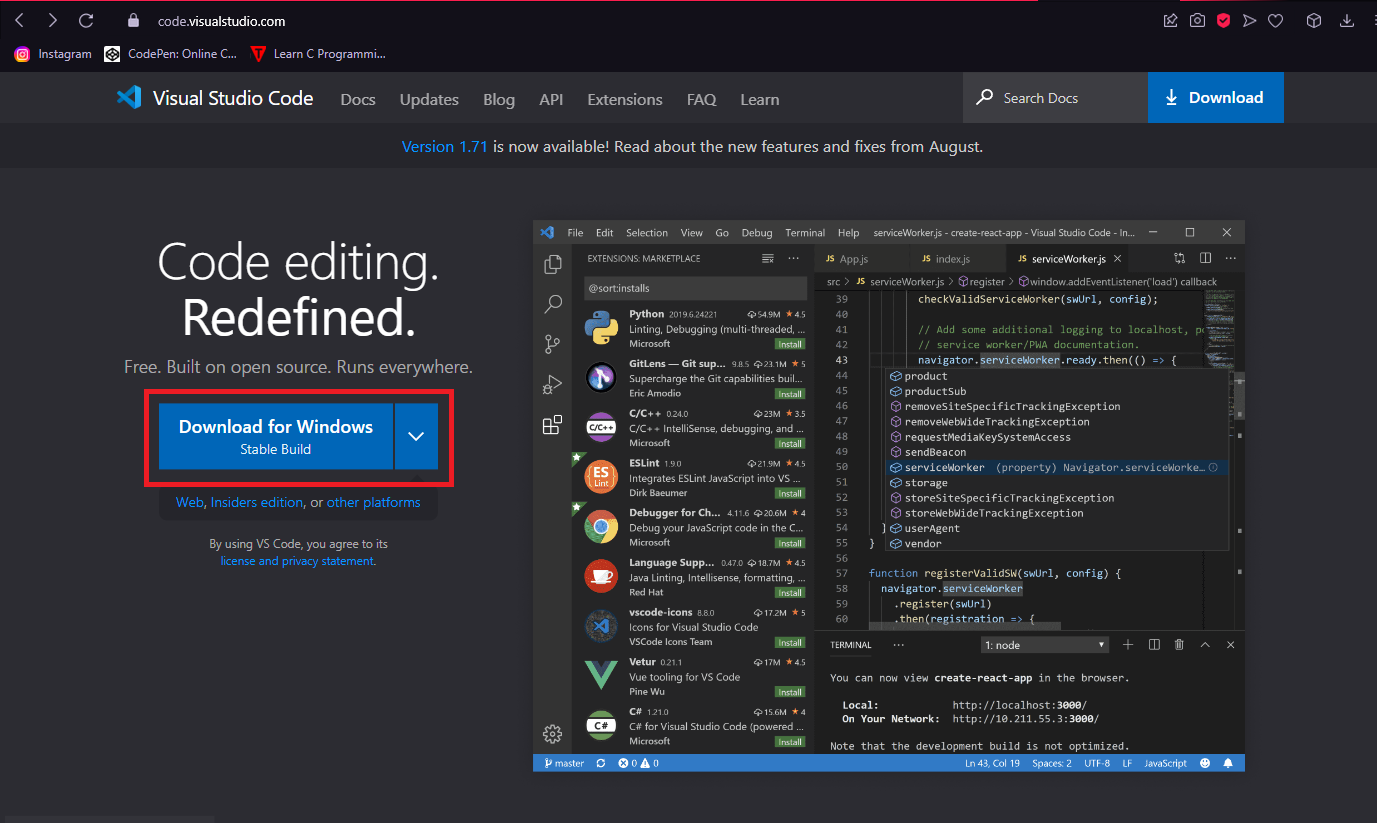 code.visualstudio.com
Instagram
CodePen: Online C...
Learn C Programmi...
Visual Studio Code
Docs
Updates
Blog
API
Extensions
FAQ
Learn
Search Docs
Download
Version 1.71 is now available! Read about the new features and fixes from August.
Code editing.
Redefined.
Free. Built on open source. Runs everywhere.
Download for Windows
Stable Build
Web, Insiders edition, or other platforms
By using VS Code, you agree to its
license and privacy statement.
File Edit Selection View Go Debug Terminal Help serviceWorker.js - create-react-app - Visual Studio Code - In...
EXTENSIONS: MARKETPLACE
@sort:installs
Python 2019.6.24221 54.9M ★ 4.5
Linting, Debugging (multi-threaded, ...
Microsoft Install
GitLens — Git sup... 9.8.5 23.1M ★ 5
Supercharge the Git capabilities buil...
Eric Amodio Install
C/C++
C/C++ 0.24.0 23M ★ 3.5
C/C++ IntelliSense, debugging, and ...
Microsoft Install
ES
Lint
ESLint 1.9.0 21.9M ★ 4.5
Integrates ESLint JavaScript into VS ...
Dirk Baeumer Install
Debugger for Ch... 4.11.6 20.6M ★ 4
Debug your JavaScript code in the C...
Microsoft Install
Language Supp... 0.47.0 18.7M ★ 4.5
Java Linting, Intellisense, formatting, ...
Red Hat Install
vscode-icons 8.8.0 17.2M ★ 5
Icons for Visual Studio Code
VSCode Icons Team Install
Vetur 0.21.1 17M ★ 4.5
Vue tooling for VS Code
Pine Wu Install
C#
C# 1.21.0 15.6M ★ 4
C# for Visual Studio Code (powered ...
Microsoft Install
JS App.js
JS index.js
JS serviceWorker.js
src > JS serviceWorker.js > register > window.addEventListener('load') callback
39 checkValidServiceWorker(swUrl, config);
40
41 // Add some additional logging to localhost, po
42 // service worker/PWA documentation.
43 navigator.serviceWorker.ready.then(() => {
44 product
45 productSub
46 removeSiteSpecificTrackingException
47 removeWebWideTrackingException
48 requestMediaKeySystemAccess
49 sendBeacon
50 serviceWorker (property) Navigator.serviceWorke...
51 storage
52 storeSiteSpecificTrackingException
53 storeWebWideTrackingException
54 } userAgent
55 } vendor
56
57 function registerValidSW(swUrl, config) {
58 navigator.serviceWorker
59 .register(swUrl)
60 .then(registration => {
TERMINAL ... 1: node
You can now view create-react-app in the browser.
Local: http://localhost:3000/
On Your Network: http://10.211.55.3:3000/
Note that the development build is not optimized.
master 0 0 Ln 43, Col 19 Spaces: 2 UTF-8 LF JavaScript